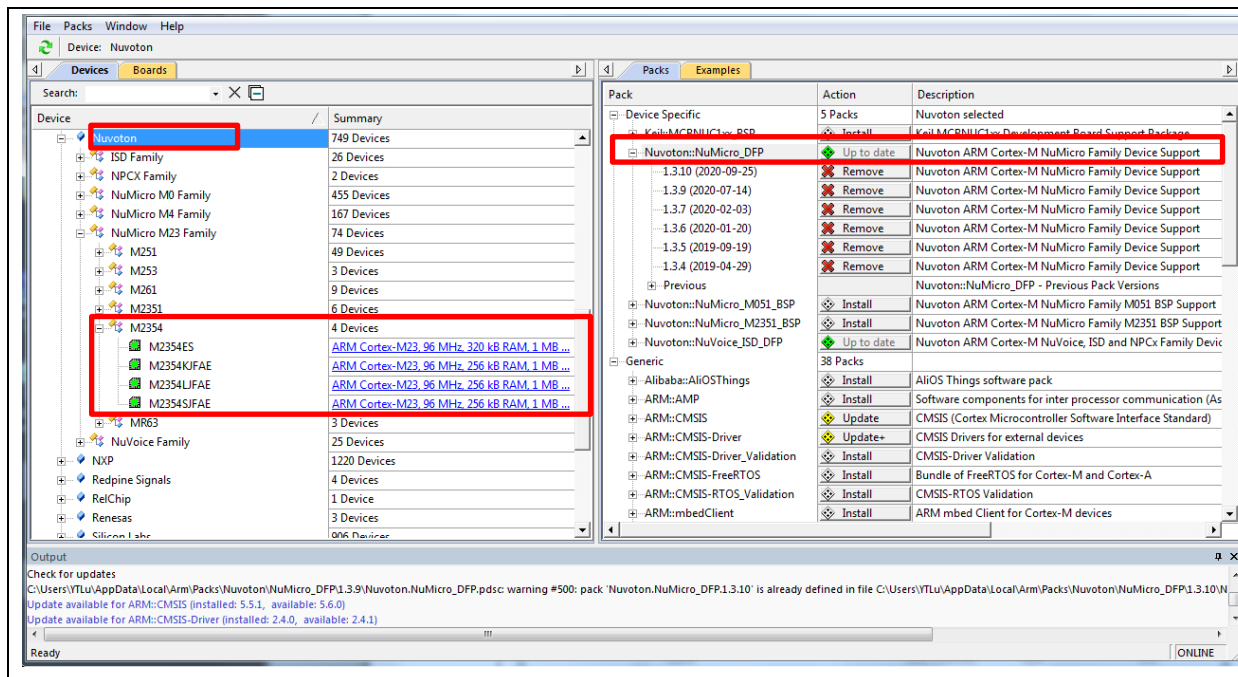 File Packs Window Help
Device: Nuvoton
Devices Boards
Search:
Device / Summary
Nuvoton 749 Devices
ISD Family 26 Devices
NPCX Family 2 Devices
NuMicro M0 Family 455 Devices
NuMicro M4 Family 167 Devices
NuMicro M23 Family 74 Devices
M251 49 Devices
M253 3 Devices
M261 9 Devices
M2351 6 Devices
M2354 4 Devices
M2354ES ARM Cortex-M23, 96 MHz, 320 kB RAM, 1 MB ...
M2354KJFAE ARM Cortex-M23, 96 MHz, 256 kB RAM, 1 MB ...
M2354LJFAE ARM Cortex-M23, 96 MHz, 256 kB RAM, 1 MB ...
M2354SJFAE ARM Cortex-M23, 96 MHz, 256 kB RAM, 1 MB ...
MR63 3 Devices
NuVoice Family 25 Devices
NXP 1220 Devices
Redpine Signals 4 Devices
RelChip 1 Device
Renesas 3 Devices
Silicon Labs 906 Devices
Packs Examples
Pack Action Description
Device Specific 5 Packs Nuvoton selected
Keil::MCBNUC1xx_BSP Install Keil MCBNUC1xx Development Board Support Package
Nuvoton::NuMicro_DFP Up to date Nuvoton ARM Cortex-M NuMicro Family Device Support
1.3.10 (2020-09-25) Remove Nuvoton ARM Cortex-M NuMicro Family Device Support
1.3.9 (2020-07-14) Remove Nuvoton ARM Cortex-M NuMicro Family Device Support
1.3.7 (2020-02-03) Remove Nuvoton ARM Cortex-M NuMicro Family Device Support
1.3.6 (2020-01-20) Remove Nuvoton ARM Cortex-M NuMicro Family Device Support
1.3.5 (2019-09-19) Remove Nuvoton ARM Cortex-M NuMicro Family Device Support
1.3.4 (2019-04-29) Remove Nuvoton ARM Cortex-M NuMicro Family Device Support
Previous Nuvoton::NuMicro_DFP - Previous Pack Versions
Nuvoton::NuMicro_M051_BSP Install Nuvoton ARM Cortex-M NuMicro Family M051 BSP Support
Nuvoton::NuMicro_M2351_BSP Install Nuvoton ARM Cortex-M NuMicro Family M2351 BSP Support
Nuvoton::NuVoice_ISD_DFP Up to date Nuvoton ARM Cortex-M NuVoice, ISD and NPCx Family Devic
Generic 38 Packs
Alibaba::AliOSThings Install AliOS Things software pack
ARM::AMP Install Software components for inter processor communication (As
ARM::CMSIS Update CMSIS (Cortex Microcontroller Software Interface Standard)
ARM::CMSIS-Driver Update+ CMSIS Drivers for external devices
ARM::CMSIS-Driver_Validation Install CMSIS-Driver Validation
ARM::CMSIS-FreeRTOS Install Bundle of FreeRTOS for Cortex-M and Cortex-A
ARM::CMSIS-RTOS_Validation Install CMSIS-RTOS Validation
ARM::mbedClient Install ARM mbed Client for Cortex-M devices
Output
Check for updates
C:\Users\YTLu\AppData\Local\Arm\Packs\Nuvoton\NuMicro_DFP\1.3.9\Nuvoton.NuMicro_DFP.pdsc: warning #500: pack 'Nuvoton.NuMicro_DFP.1.3.10' is already defined in file C:\Users\YTLu\AppData\Local\Arm\Packs\Nuvoton\NuMicro_DFP\1.3.10\N
Update available for ARM::CMSIS (installed: 5.5.1, available: 5.6.0)
Update available for ARM::CMSIS-Driver (installed: 2.4.0, available: 2.4.1)
Ready ONLINE